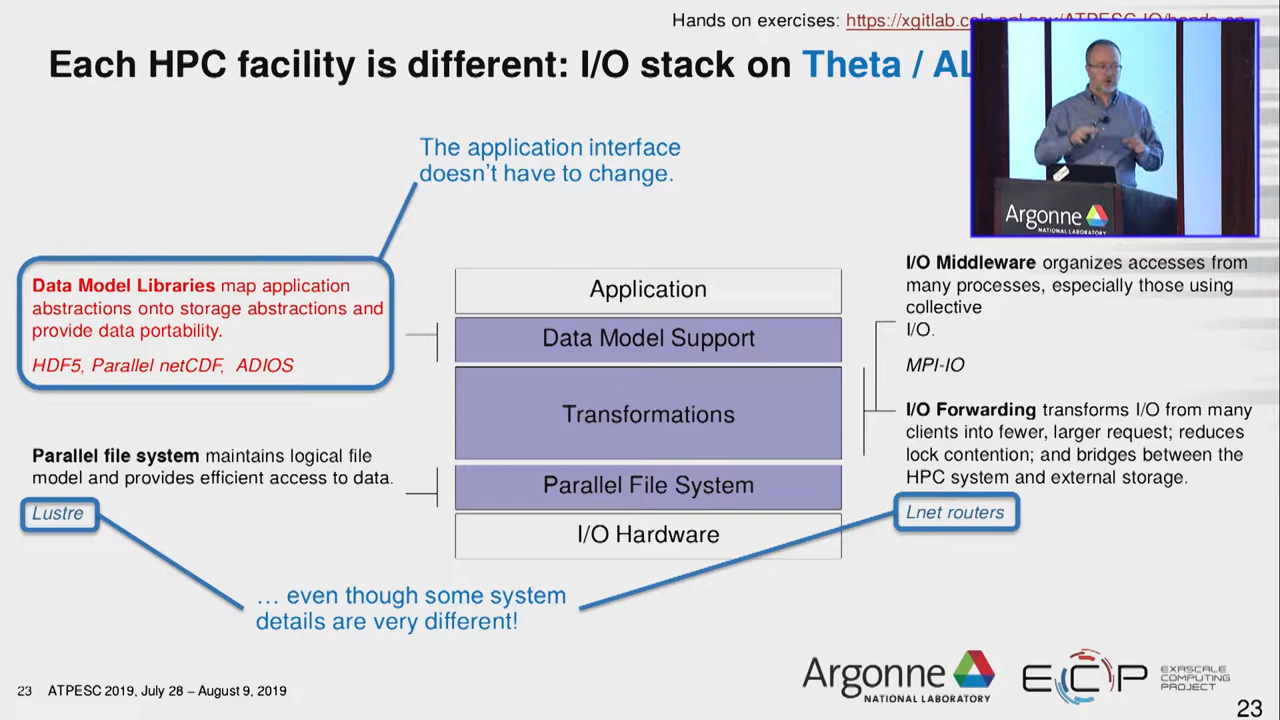 Hands on exercises:
Each HPC facility is different: I/O stack on Theta /
The application interface
doesn't have to change.
Data Model Libraries map application
abstractions onto storage abstractions and
provide data portability.
HDF5, Parallel netCDF, ADIOS
Parallel file system maintains logical file
model and provides efficient access to data.
Lustre
Application
Data Model Support
Transformations
Parallel File System
I/O Hardware
… even though some system
details are very different!
Argonne
NATIONAL LABORATORY
I/O Middleware organizes accesses from
many processes, especially those using
collective
I/O.
MPI-IO
I/O Forwarding transforms I/O from many
clients into fewer, larger request; reduces
lock contention; and bridges between the
HPC system and external storage.
Lnet routers
23 ATPESC 2019, July 28 – August 9, 2019
Argonne
NATIONAL LABORATORY
ECP
EXASCALE
COMPUTING
PROJECT
23